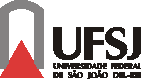 UFSJ
UNIVERSIDADE FEDERAL
DE SÃO JOÃO DEL-REI